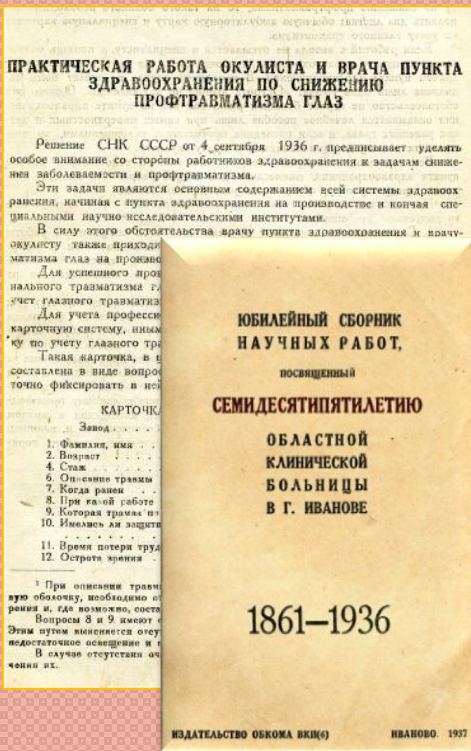 ПРАКТИЧЕСКАЯ РАБОТА ОКУЛИСТА И ВРАЧА ПУНКТА
ЗДРАВООХРАНЕНИЯ ПО СНИЖЕНИЮ
ПРОФТРАВМАТИЗМА ГЛАЗ
Решение СНК СССР от 4 сентября 1936 г. предписывает уделять
особое внимание со стороны работников здравоохранения к задачам сниже-
ния заболеваемости и профтравматизма.
Эти задачи являются основным содержанием всей системы здравоох-
ранения, начиная с пункта здравоохранения на производстве и кончая спе-
циальными научно исследовательскими институтами.
В силу этого обстоятельства врачу пункта здравоохранения и врачу-
окулисту также приходи
матизма глаз на произво
Для успешного про
нального травматизма гл
учет глазного травматиз
Для учета професси
карточную систему, иным
ку по учету глазного тра
Такая карточка, в
составлена в виде вопро
точно фиксировать в не
КАРТОЧК
Завод . . .
1. Фамилия, имя . .
2. Возраст . . .
4. Стаж . . .
6. Описание травмы
7. Когда ранен . .
8. При какой работе
9. Которая травма по
10. Имелись ли защити
11. Время потери труд
12. Острота зрения . .
¹ При описании травм
вую оболочку, необходимо о
рения и, где возможно, соста
Вопросы 8 и 9 имеют
Этим путем выясняется отсу
недостаточное освещение и
В случае отсутствия оч
чения их.
ЮБИЛЕЙНЫЙ СБОРНИК
НАУЧНЫХ РАБОТ,
ПОСВЯЩЕННЫЙ
СЕМИДЕСЯТИПЯТИЛЕТИЮ
ОБЛАСТНОЙ
КЛИНИЧЕСКОЙ
БОЛЬНИЦЫ
В Г. ИВАНОВЕ
1861—1936
ИЗДАТЕЛЬСТВО ОБКОМА ВКП(б)
ИВАНОВО 1937